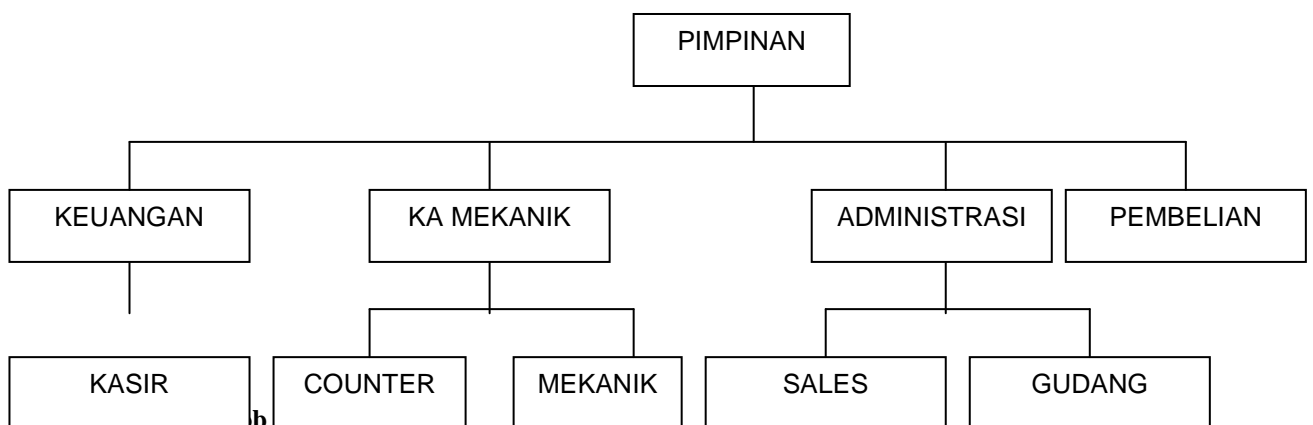 PIMPINAN
KEUANGAN
KA MEKANIK
ADMINISTRASI
PEMBELIAN
KASIR
COUNTER
MEKANIK
SALES
GUDANG